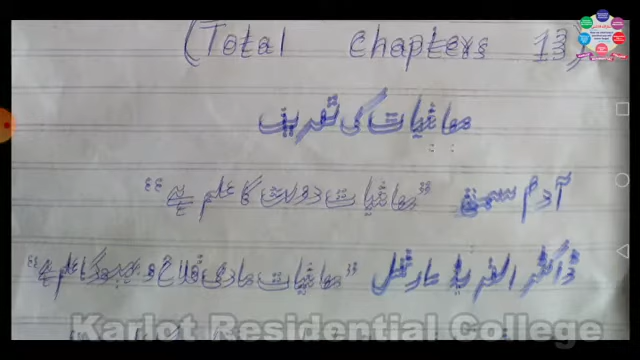 (Total Chapters 13)
معاشیات کی تعریف
آدم سمتھ "معاشیات دولت کا علم ہے"
ڈاکٹر الفریڈ مارشل "معاشیات مادی فلاح و بہبود کا علم ہے"
Karlot Residential College